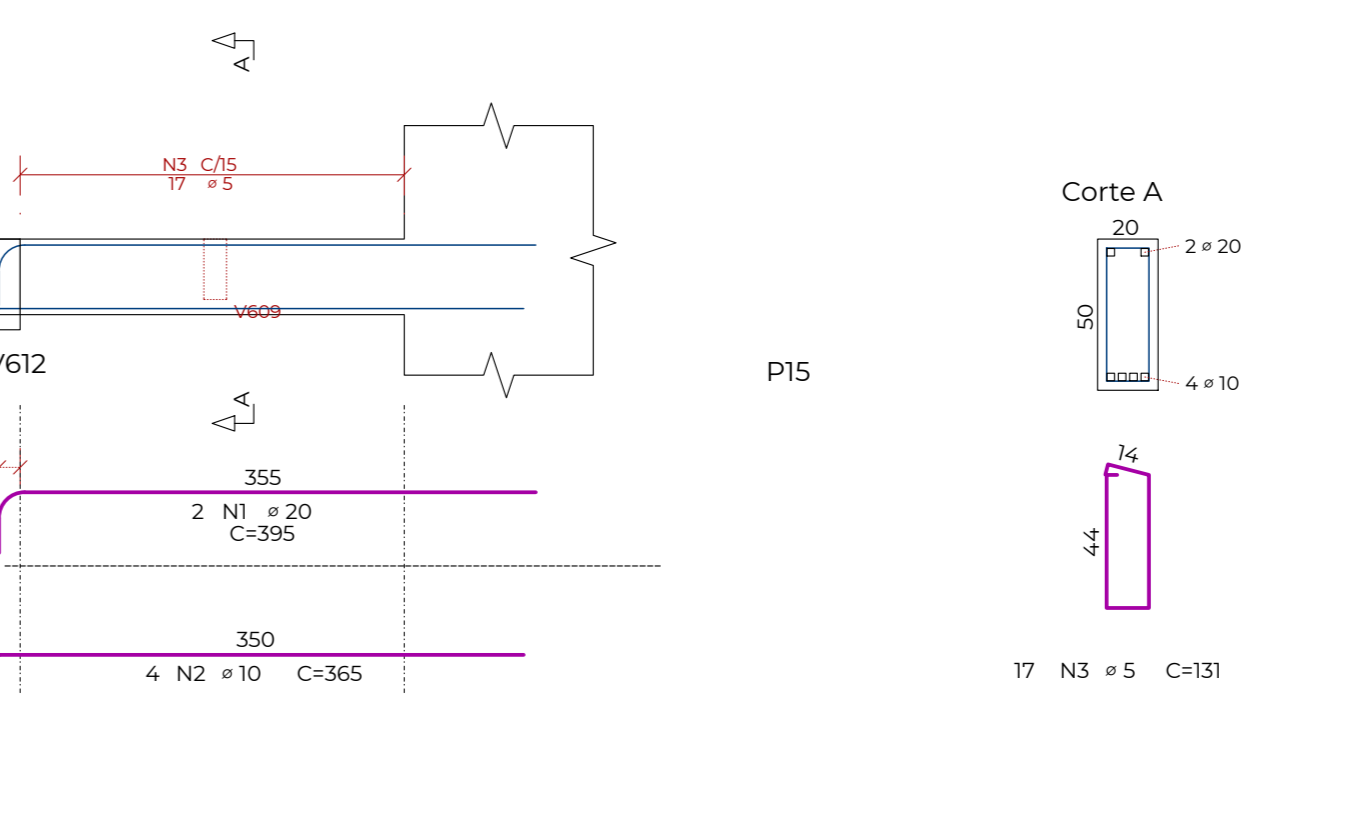 A
N3 C/15
17 ø 5
V609
V612
A
P15
Corte A
20
2 ø 20
50
4 ø 10
355
2 N1 ø 20
C=395
14
44
350
4 N2 ø 10 C=365
17 N3 ø 5 C=131